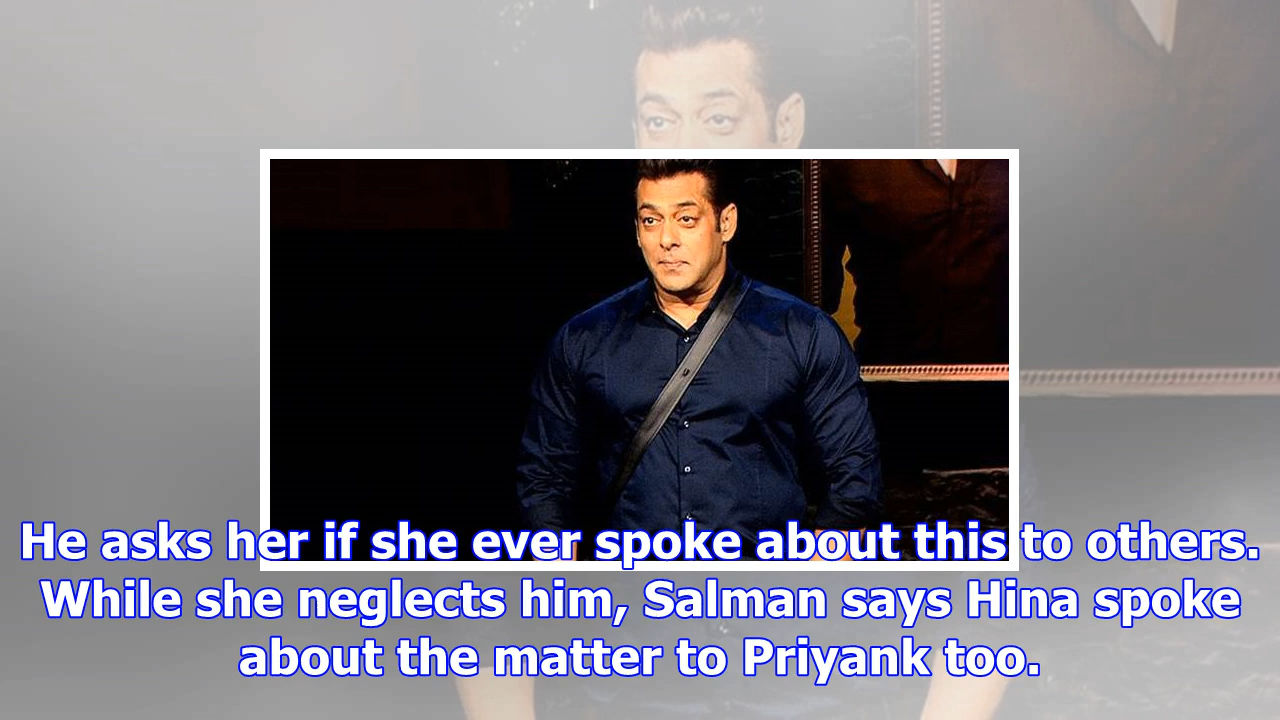 He asks her if she ever spoke about this to others.
While she neglects him, Salman says Hina spoke
about the matter to Priyank too.